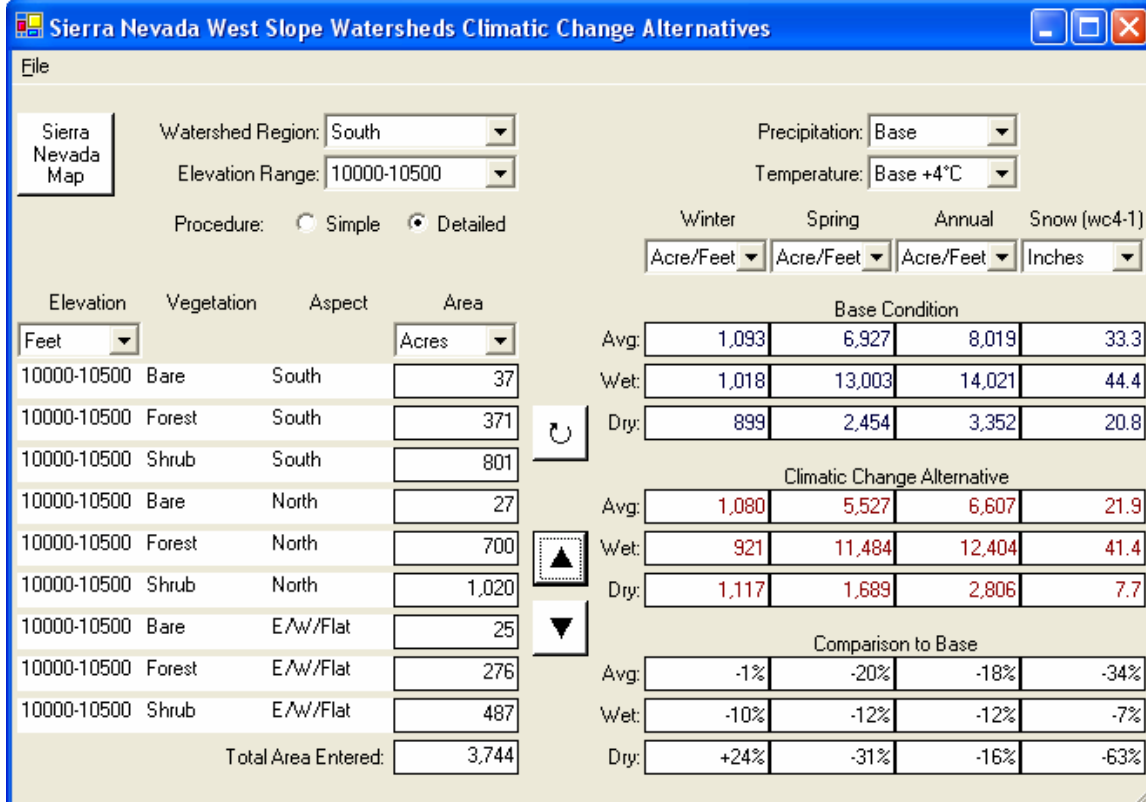 Sierra Nevada West Slope Watersheds Climatic Change Alternatives
File
Sierra Nevada Map
Watershed Region: South
Elevation Range: 10000-10500
Procedure: Simple Detailed
Precipitation: Base
Temperature: Base +4°C
Winter Spring Annual Snow (wc4-1)
Acre/Feet Acre/Feet Acre/Feet Inches
Elevation Vegetation Aspect Area
Feet Acres
10000-10500 Bare South 37
10000-10500 Forest South 371
10000-10500 Shrub South 801
10000-10500 Bare North 27
10000-10500 Forest North 700
10000-10500 Shrub North 1,020
10000-10500 Bare E/W/Flat 25
10000-10500 Forest E/W/Flat 276
10000-10500 Shrub E/W/Flat 487
Total Area Entered: 3,744
Base Condition
Avg: 1,093 6,927 8,019 33.3
Wet: 1,018 13,003 14,021 44.4
Dry: 899 2,454 3,352 20.8
Climatic Change Alternative
Avg: 1,080 5,527 6,607 21.9
Wet: 921 11,484 12,404 41.4
Dry: 1,117 1,689 2,806 7.7
Comparison to Base
Avg: -1% -20% -18% -34%
Wet: -10% -12% -12% -7%
Dry: +24% -31% -16% -63%